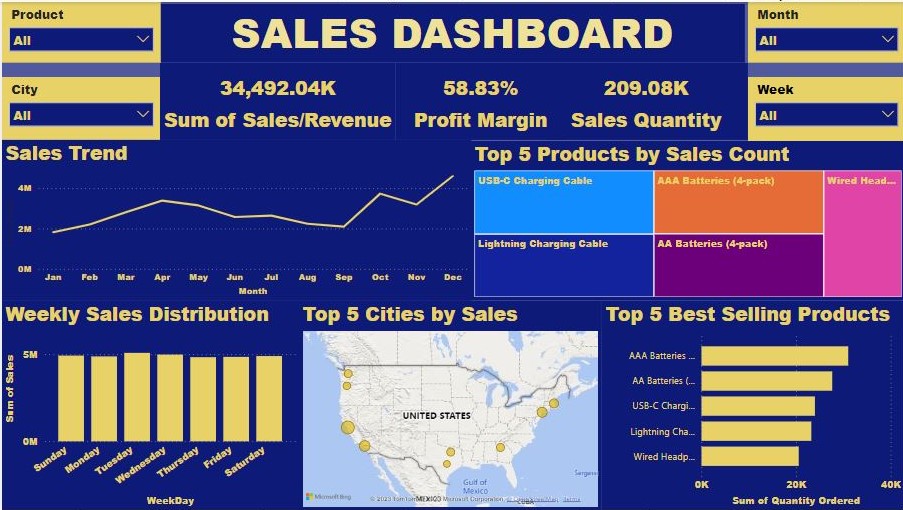 Product
All
SALES DASHBOARD
Month
All
City
All
34,492.04K
Sum of Sales/Revenue
58.83%
Profit Margin
209.08K
Sales Quantity
Week
All
Sales Trend
4M
2M
0M
Jan Feb Mar Apr May Jun Jul Aug Sep Oct Nov Dec
Month
Top 5 Products by Sales Count
USB-C Charging Cable
AAA Batteries (4-pack)
Wired Head...
Lightning Charging Cable
AA Batteries (4-pack)
Weekly Sales Distribution
Sum of Sales
5M
0M
Sunday Monday Tuesday Wednesday Thursday Friday Saturday
WeekDay
Top 5 Cities by Sales
UNITED STATES
Gulf of
Mexico
MEXICO
Microsoft Bing
© 2023 TomTom
Microsoft Corporation
Terms
Top 5 Best Selling Products
AAA Batteries ...
AA Batteries (...
USB-C Chargi...
Lightning Cha...
Wired Headp...
0K 20K 40K
Sum of Quantity Ordered